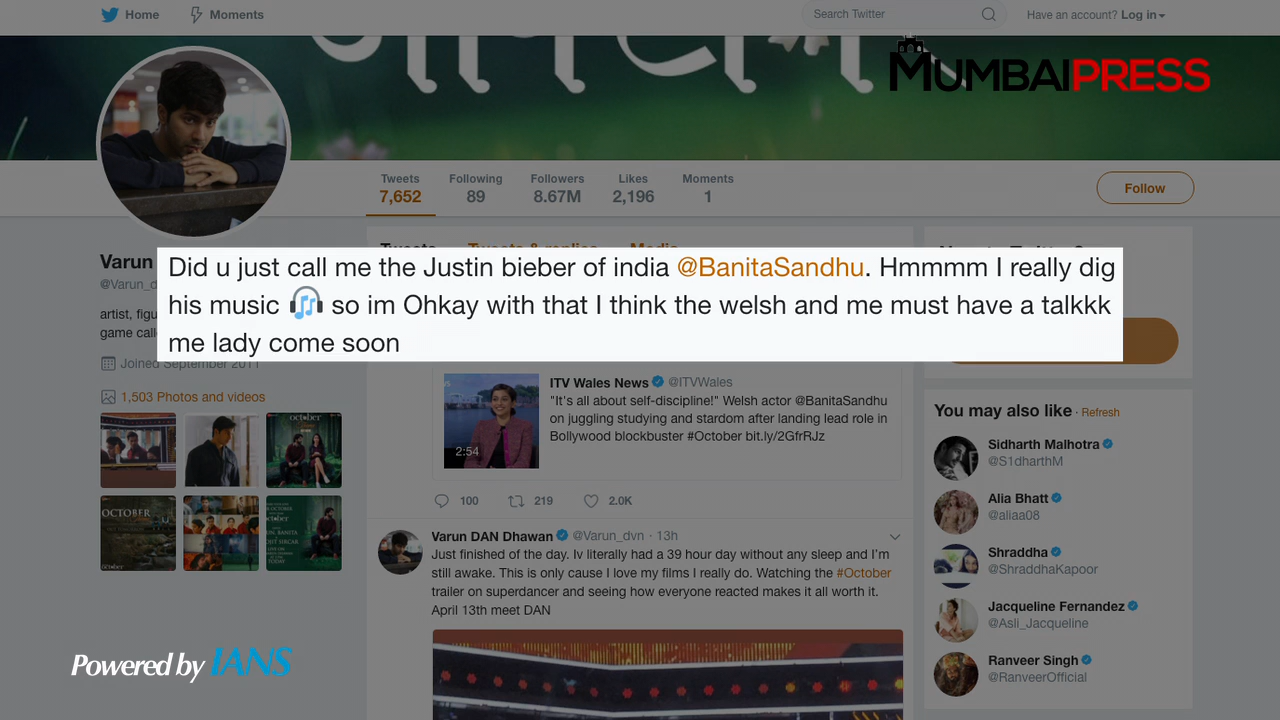 Home
Moments
Search Twitter
Have an account? Log in
MUMBAIPRESS
Tweets
Following
Followers
Likes
Moments
7,652
89
8.67M
2,196
1
Follow
Varun
Did u just call me the Justin bieber of india @BanitaSandhu. Hmmmm I really dig
his music 🎧 so im Ohkay with that I think the welsh and me must have a talkkk
me lady come soon
Joined September 2011
1,503 Photos and videos
ITV Wales News @ITVWales
"It's all about self-discipline!" Welsh actor @BanitaSandhu
on juggling studying and stardom after landing lead role in
Bollywood blockbuster #October bit.ly/2GfrRJz
2:54
100
219
2.0K
Varun DAN Dhawan @Varun_dvn · 13h
Just finished of the day. Iv literally had a 39 hour day without any sleep and I'm
still awake. This is only cause I love my films I really do. Watching the #October
trailer on superdancer and seeing how everyone reacted makes it all worth it.
April 13th meet DAN
You may also like · Refresh
Sidharth Malhotra
@S1dharthM
Alia Bhatt
@aliaa08
Shraddha
@ShraddhaKapoor
Jacqueline Fernandez
@Asli_Jacqueline
Ranveer Singh
@RanveerOfficial
october
OCTOBER
Powered by IANS